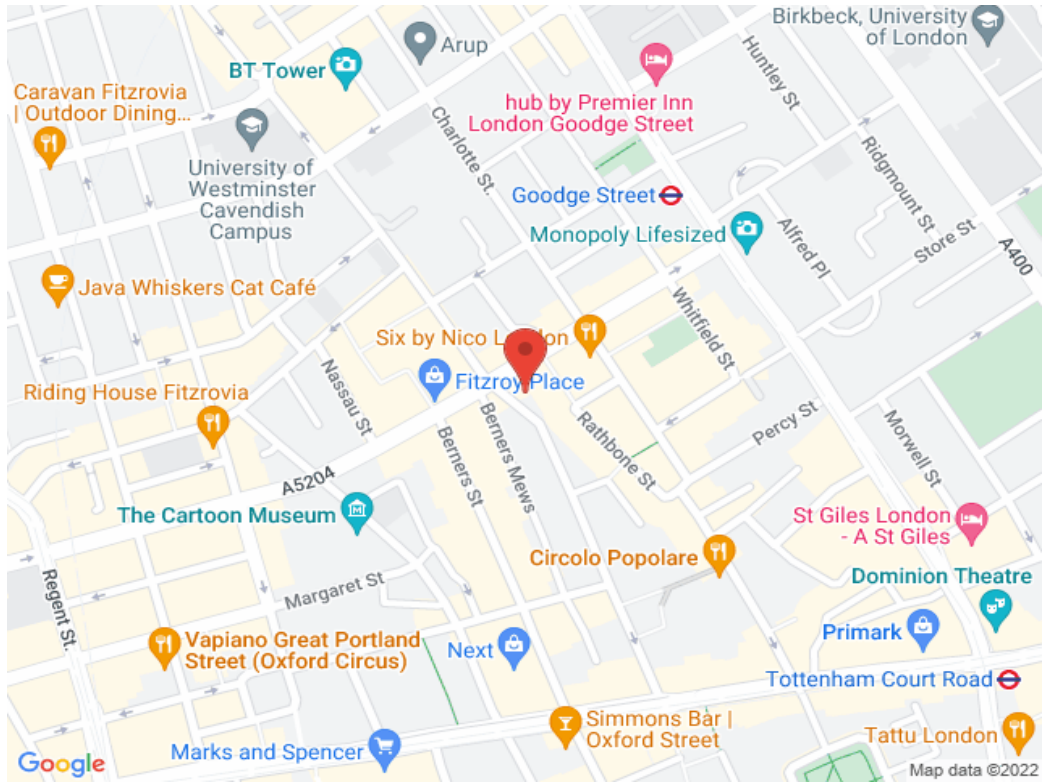 Birkbeck, University
of London
Arup
BT Tower
Caravan Fitzrovia
| Outdoor Dining...
hub by Premier Inn
London Goodge Street
Huntley St
Charlotte St.
Ridgmount St
University of
Westminster
Cavendish
Campus
Goodge Street
Monopoly Lifesized
Alfred Pl
Store St
A400
Java Whiskers Cat Café
Whitfield St
Six by Nico L   on
Fitzroy Place
Nassau St
Riding House Fitzrovia
Berners Mews
Berners St
Rathbone St
Percy St
Morwell St
A5204
The Cartoon Museum
St Giles London
- A St Giles
Circolo Popolare
Dominion Theatre
Regent St.
Margaret St
Vapiano Great Portland
Street (Oxford Circus)
Next
Primark
Tottenham Court Road
Simmons Bar |
Oxford Street
Tattu London
Marks and Spencer
Google
Map data ©2022